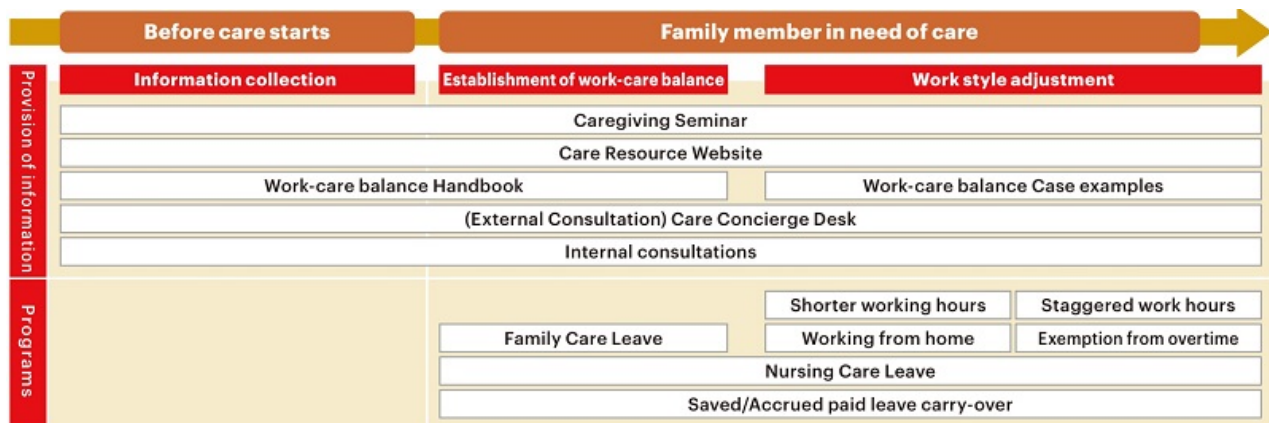 Before care starts
Family member in need of care
Provision of information
Information collection
Establishment of work-care balance
Work style adjustment
Caregiving Seminar
Care Resource Website
Work-care balance Handbook
Work-care balance Case examples
(External Consultation) Care Concierge Desk
Internal consultations
Programs
Shorter working hours
Staggered work hours
Family Care Leave
Working from home
Exemption from overtime
Nursing Care Leave
Saved/Accrued paid leave carry-over